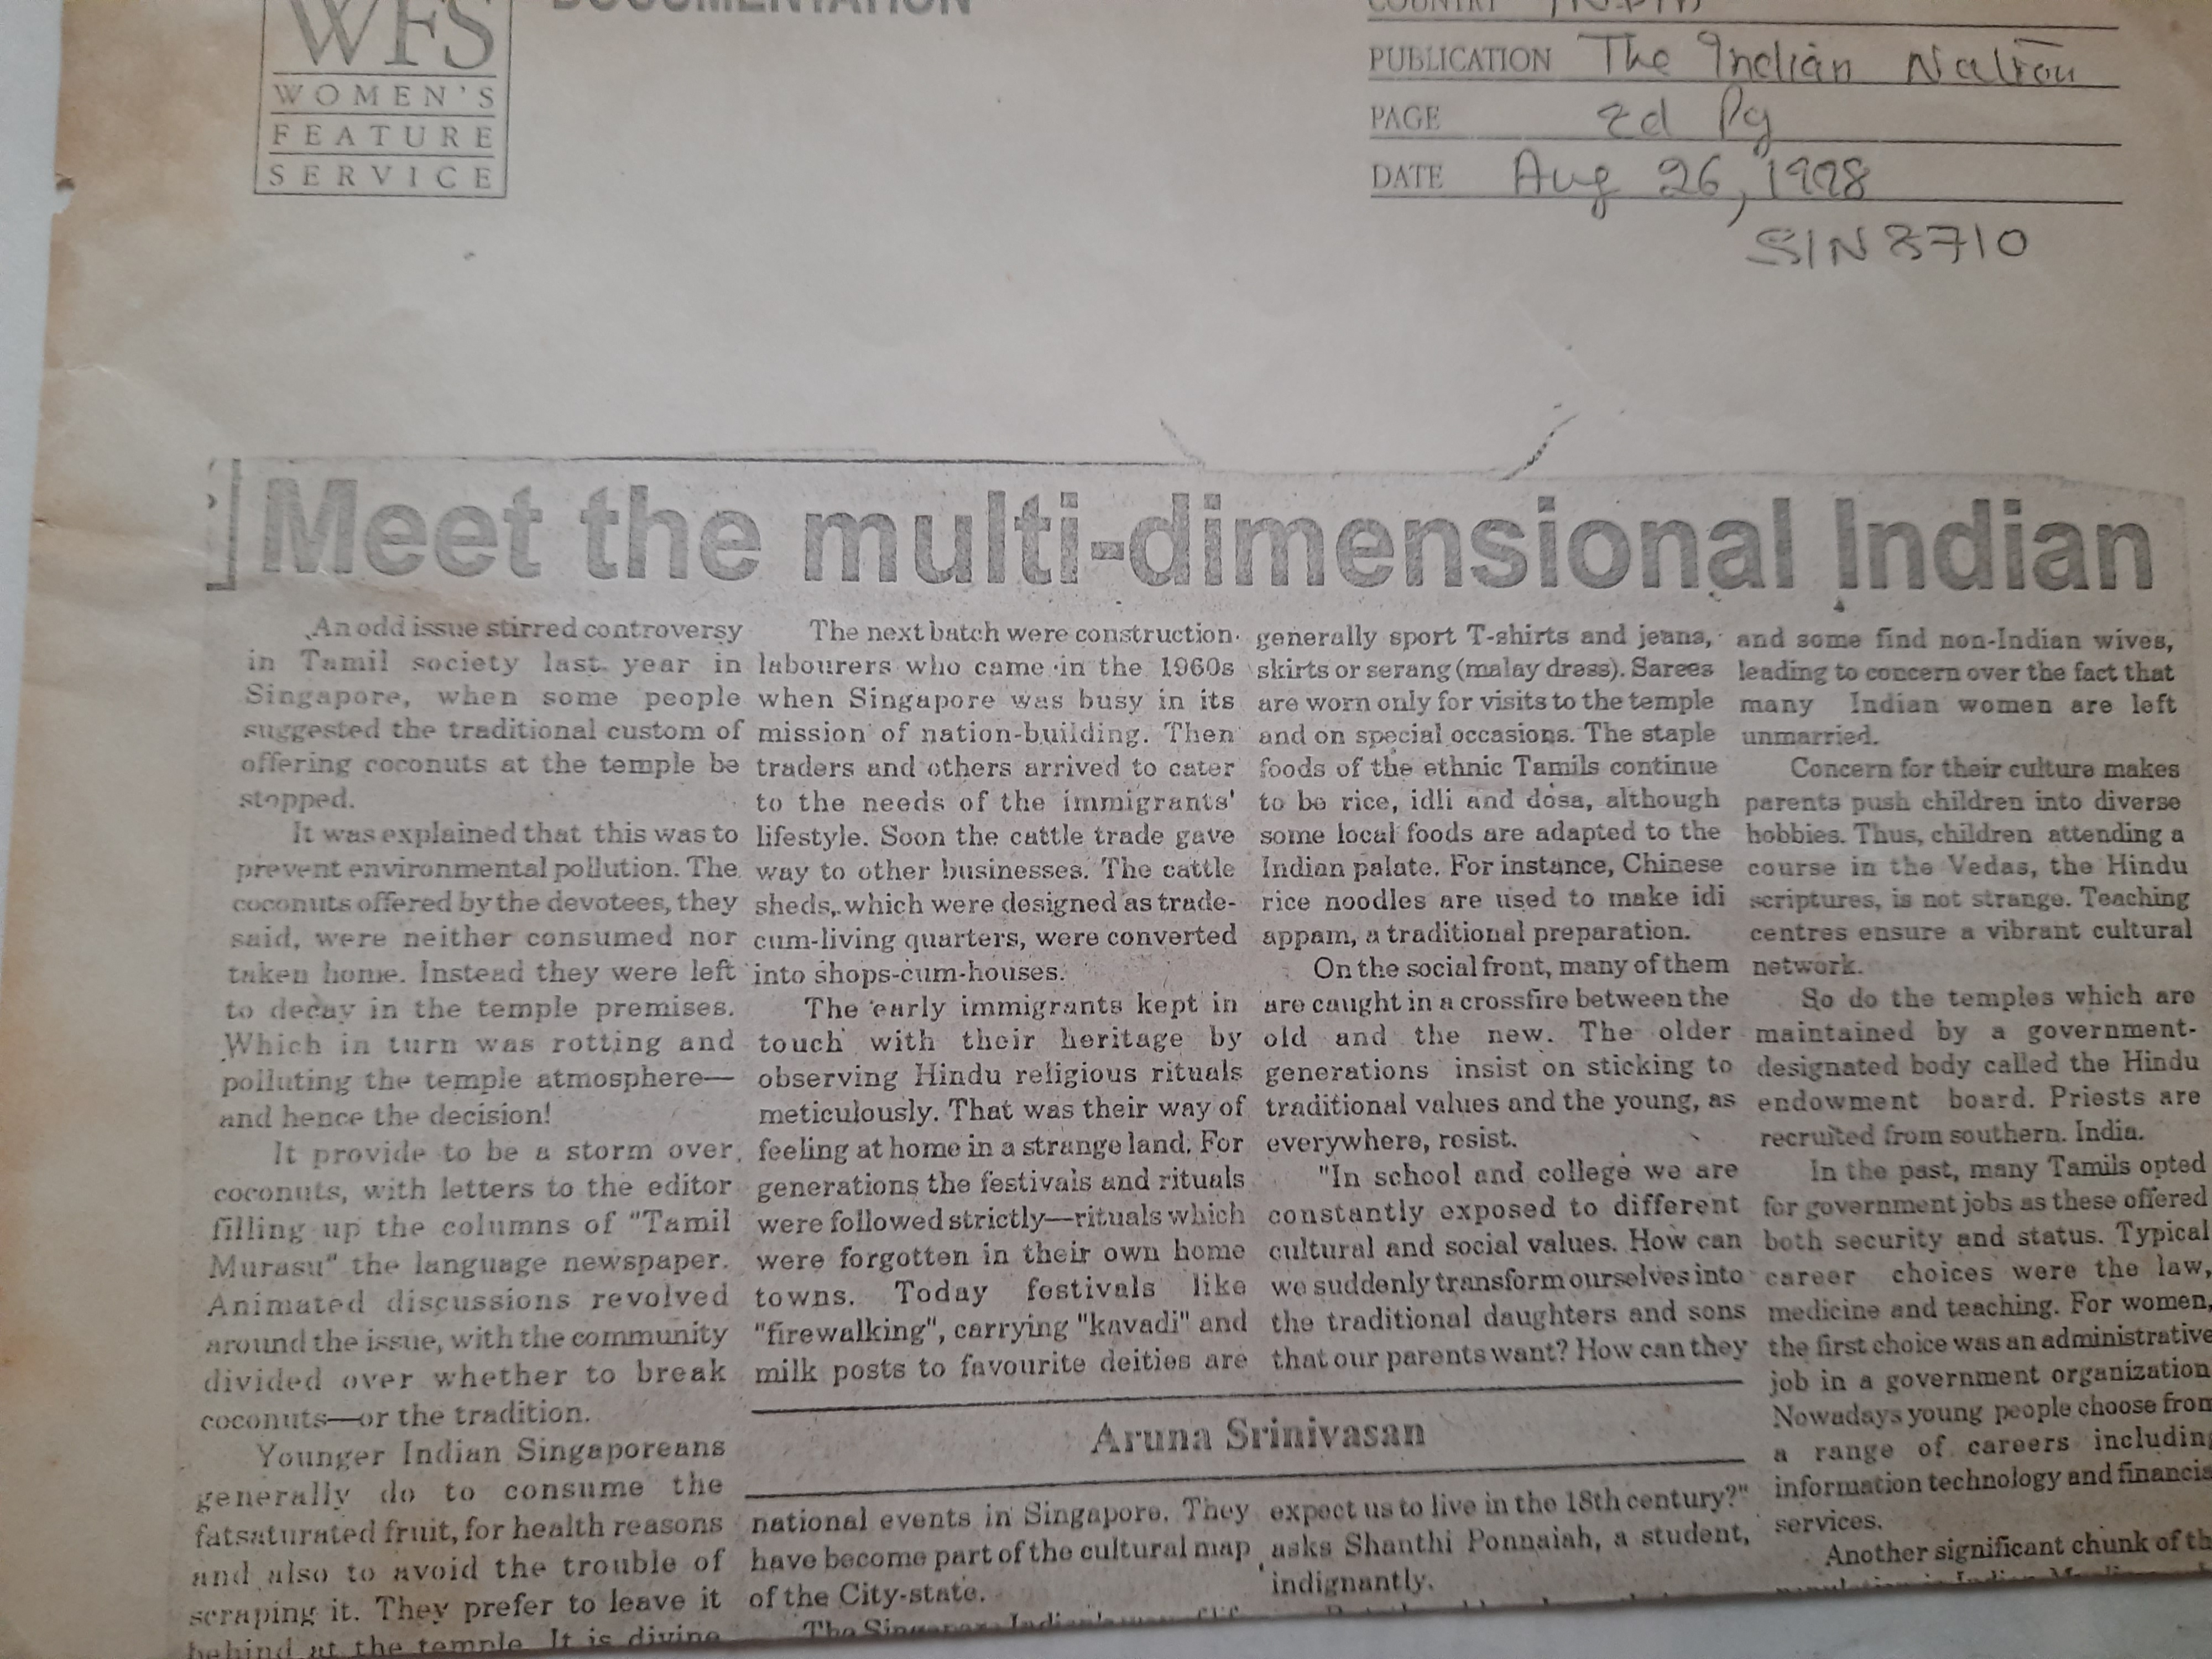 DOCUMENTATION
WFS
WOMEN'S
FEATURE
SERVICE
COUNTRY INDIA
PUBLICATION The Indian Nation
PAGE Ed Pg
DATE Aug 26, 1998
SIN 8710
Meet the multi-dimensional Indian
An odd issue stirred controversy
in Tamil society last year in
Singapore, when some people
suggested the traditional custom of
offering coconuts at the temple be
stopped.
It was explained that this was to
prevent environmental pollution. The
coconuts offered by the devotees, they
said, were neither consumed nor
taken home. Instead they were left
to decay in the temple premises.
Which in turn was rotting and
polluting the temple atmosphere—
and hence the decision!
It provide to be a storm over
coconuts, with letters to the editor
filling up the columns of "Tamil
Murasu" the language newspaper.
Animated discussions revolved
around the issue, with the community
divided over whether to break
coconuts—or the tradition.
Younger Indian Singaporeans
generally do to consume the
fatsaturated fruit, for health reasons
and also to avoid the trouble of
scraping it. They prefer to leave it
behind at the temple. It is divine
The next batch were construction
labourers who came in the 1960s
when Singapore was busy in its
mission of nation-building. Then
traders and others arrived to cater
to the needs of the immigrants'
lifestyle. Soon the cattle trade gave
way to other businesses. The cattle
sheds, which were designed as trade-
cum-living quarters, were converted
into shops-cum-houses.
The early immigrants kept in
touch with their heritage by
observing Hindu religious rituals
meticulously. That was their way of
feeling at home in a strange land. For
generations the festivals and rituals
were followed strictly—rituals which
were forgotten in their own home
towns. Today festivals like
"firewalking", carrying "kavadi" and
milk posts to favourite deities are
Aruna Srinivasan
national events in Singapore. They
have become part of the cultural map
of the City-state.
The Singapore Indian's
generally sport T-shirts and jeans,
skirts or serang (malay dress). Sarees
are worn only for visits to the temple
and on special occasions. The staple
foods of the ethnic Tamils continue
to be rice, idli and dosa, although
some local foods are adapted to the
Indian palate. For instance, Chinese
rice noodles are used to make idi
appam, a traditional preparation.
On the social front, many of them
are caught in a crossfire between the
old and the new. The older
generations insist on sticking to
traditional values and the young, as
everywhere, resist.
"In school and college we are
constantly exposed to different
cultural and social values. How can
we suddenly transform ourselves into
the traditional daughters and sons
that our parents want? How can they
expect us to live in the 18th century?"
asks Shanthi Ponnaiah, a student,
indignantly.
and some find non-Indian wives,
leading to concern over the fact that
many Indian women are left
unmarried.
Concern for their culture makes
parents push children into diverse
hobbies. Thus, children attending a
course in the Vedas, the Hindu
scriptures, is not strange. Teaching
centres ensure a vibrant cultural
network.
So do the temples which are
maintained by a government-
designated body called the Hindu
endowment board. Priests are
recruited from southern. India.
In the past, many Tamils opted
for government jobs as these offered
both security and status. Typical
career choices were the law,
medicine and teaching. For women,
the first choice was an administrative
job in a government organization
Nowadays young people choose from
a range of careers including
information technology and financia
services.
Another significant chunk of th